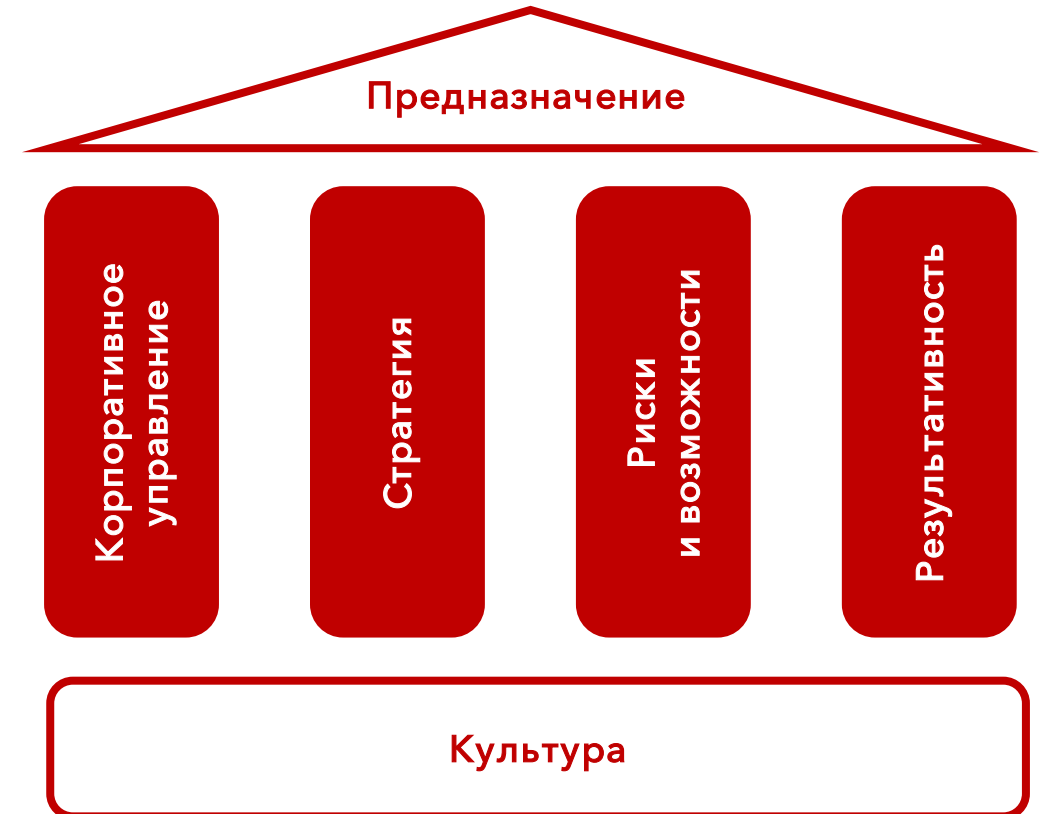 Предназначение
Корпоративное
управление
Стратегия
Риски
и возможности
Результативность
Культура